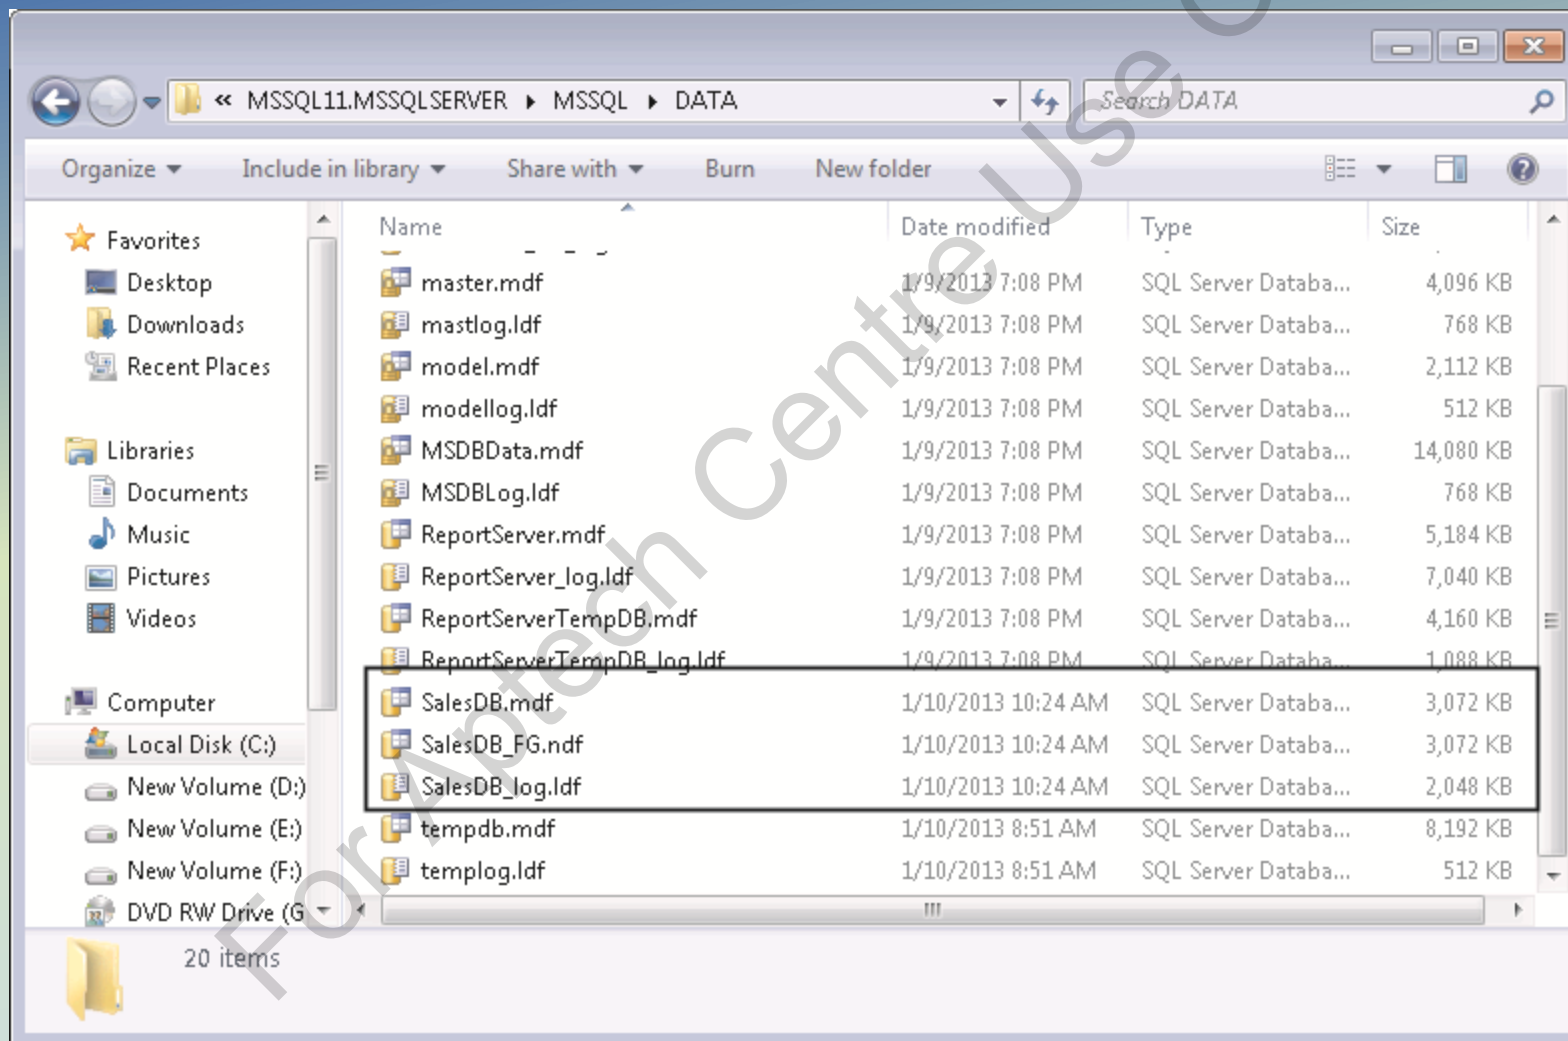 « MSSQL11.MSSQLSERVER ▸ MSSQL ▸ DATA
Search DATA
Organize
Include in library
Share with
Burn
New folder
Favorites
Desktop
Downloads
Recent Places
Libraries
Documents
Music
Pictures
Videos
Computer
Local Disk (C:)
New Volume (D:)
New Volume (E:)
New Volume (F:)
DVD RW Drive (G
Name Date modified Type Size
master.mdf 1/9/2013 7:08 PM SQL Server Databa... 4,096 KB
mastlog.ldf 1/9/2013 7:08 PM SQL Server Databa... 768 KB
model.mdf 1/9/2013 7:08 PM SQL Server Databa... 2,112 KB
modellog.ldf 1/9/2013 7:08 PM SQL Server Databa... 512 KB
MSDBData.mdf 1/9/2013 7:08 PM SQL Server Databa... 14,080 KB
MSDBLog.ldf 1/9/2013 7:08 PM SQL Server Databa... 768 KB
ReportServer.mdf 1/9/2013 7:08 PM SQL Server Databa... 5,184 KB
ReportServer_log.ldf 1/9/2013 7:08 PM SQL Server Databa... 7,040 KB
ReportServerTempDB.mdf 1/9/2013 7:08 PM SQL Server Databa... 4,160 KB
ReportServerTempDB_log.ldf 1/9/2013 7:08 PM SQL Server Databa... 1,088 KB
SalesDB.mdf 1/10/2013 10:24 AM SQL Server Databa... 3,072 KB
SalesDB_FG.ndf 1/10/2013 10:24 AM SQL Server Databa... 3,072 KB
SalesDB_log.ldf 1/10/2013 10:24 AM SQL Server Databa... 2,048 KB
tempdb.mdf 1/10/2013 8:51 AM SQL Server Databa... 8,192 KB
templog.ldf 1/10/2013 8:51 AM SQL Server Databa... 512 KB
20 items
For Aptech Centre Use